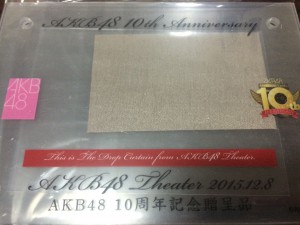 AKB48 10th Anniversary
AKB
48
10
This is The Drop Curtain from AKB48 Theater
AKB48 Theater 2015.12.8
AKB48 10周年記念贈呈品